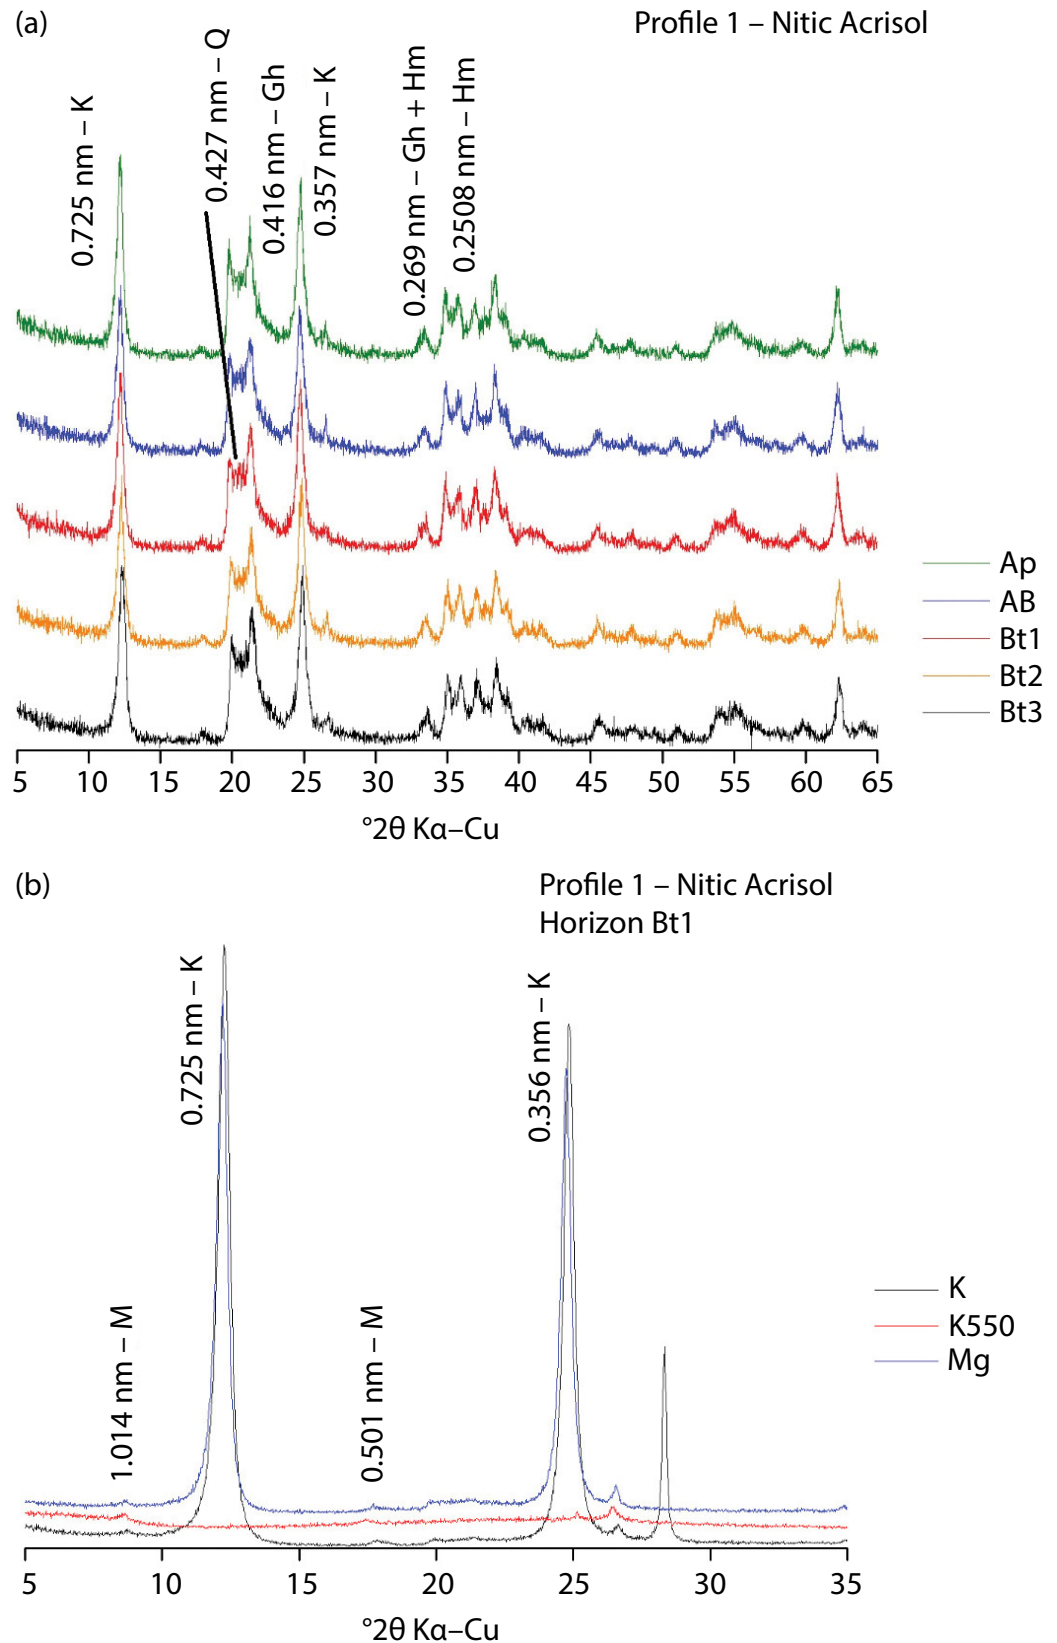 (a)
Profile 1 – Nitic Acrisol
0.725 nm – K
0.427 nm – Q
0.416 nm – Gh
0.357 nm – K
0.269 nm – Gh + Hm
0.2508 nm – Hm
Ap
AB
Bt1
Bt2
Bt3
5 10 15 20 25 30 35 40 45 50 55 60 65
°2θ Kα–Cu
(b)
Profile 1 – Nitic Acrisol
Horizon Bt1
0.725 nm – K
0.356 nm – K
1.014 nm – M
0.501 nm – M
K
K550
Mg
5 10 15 20 25 30 35
°2θ Kα–Cu